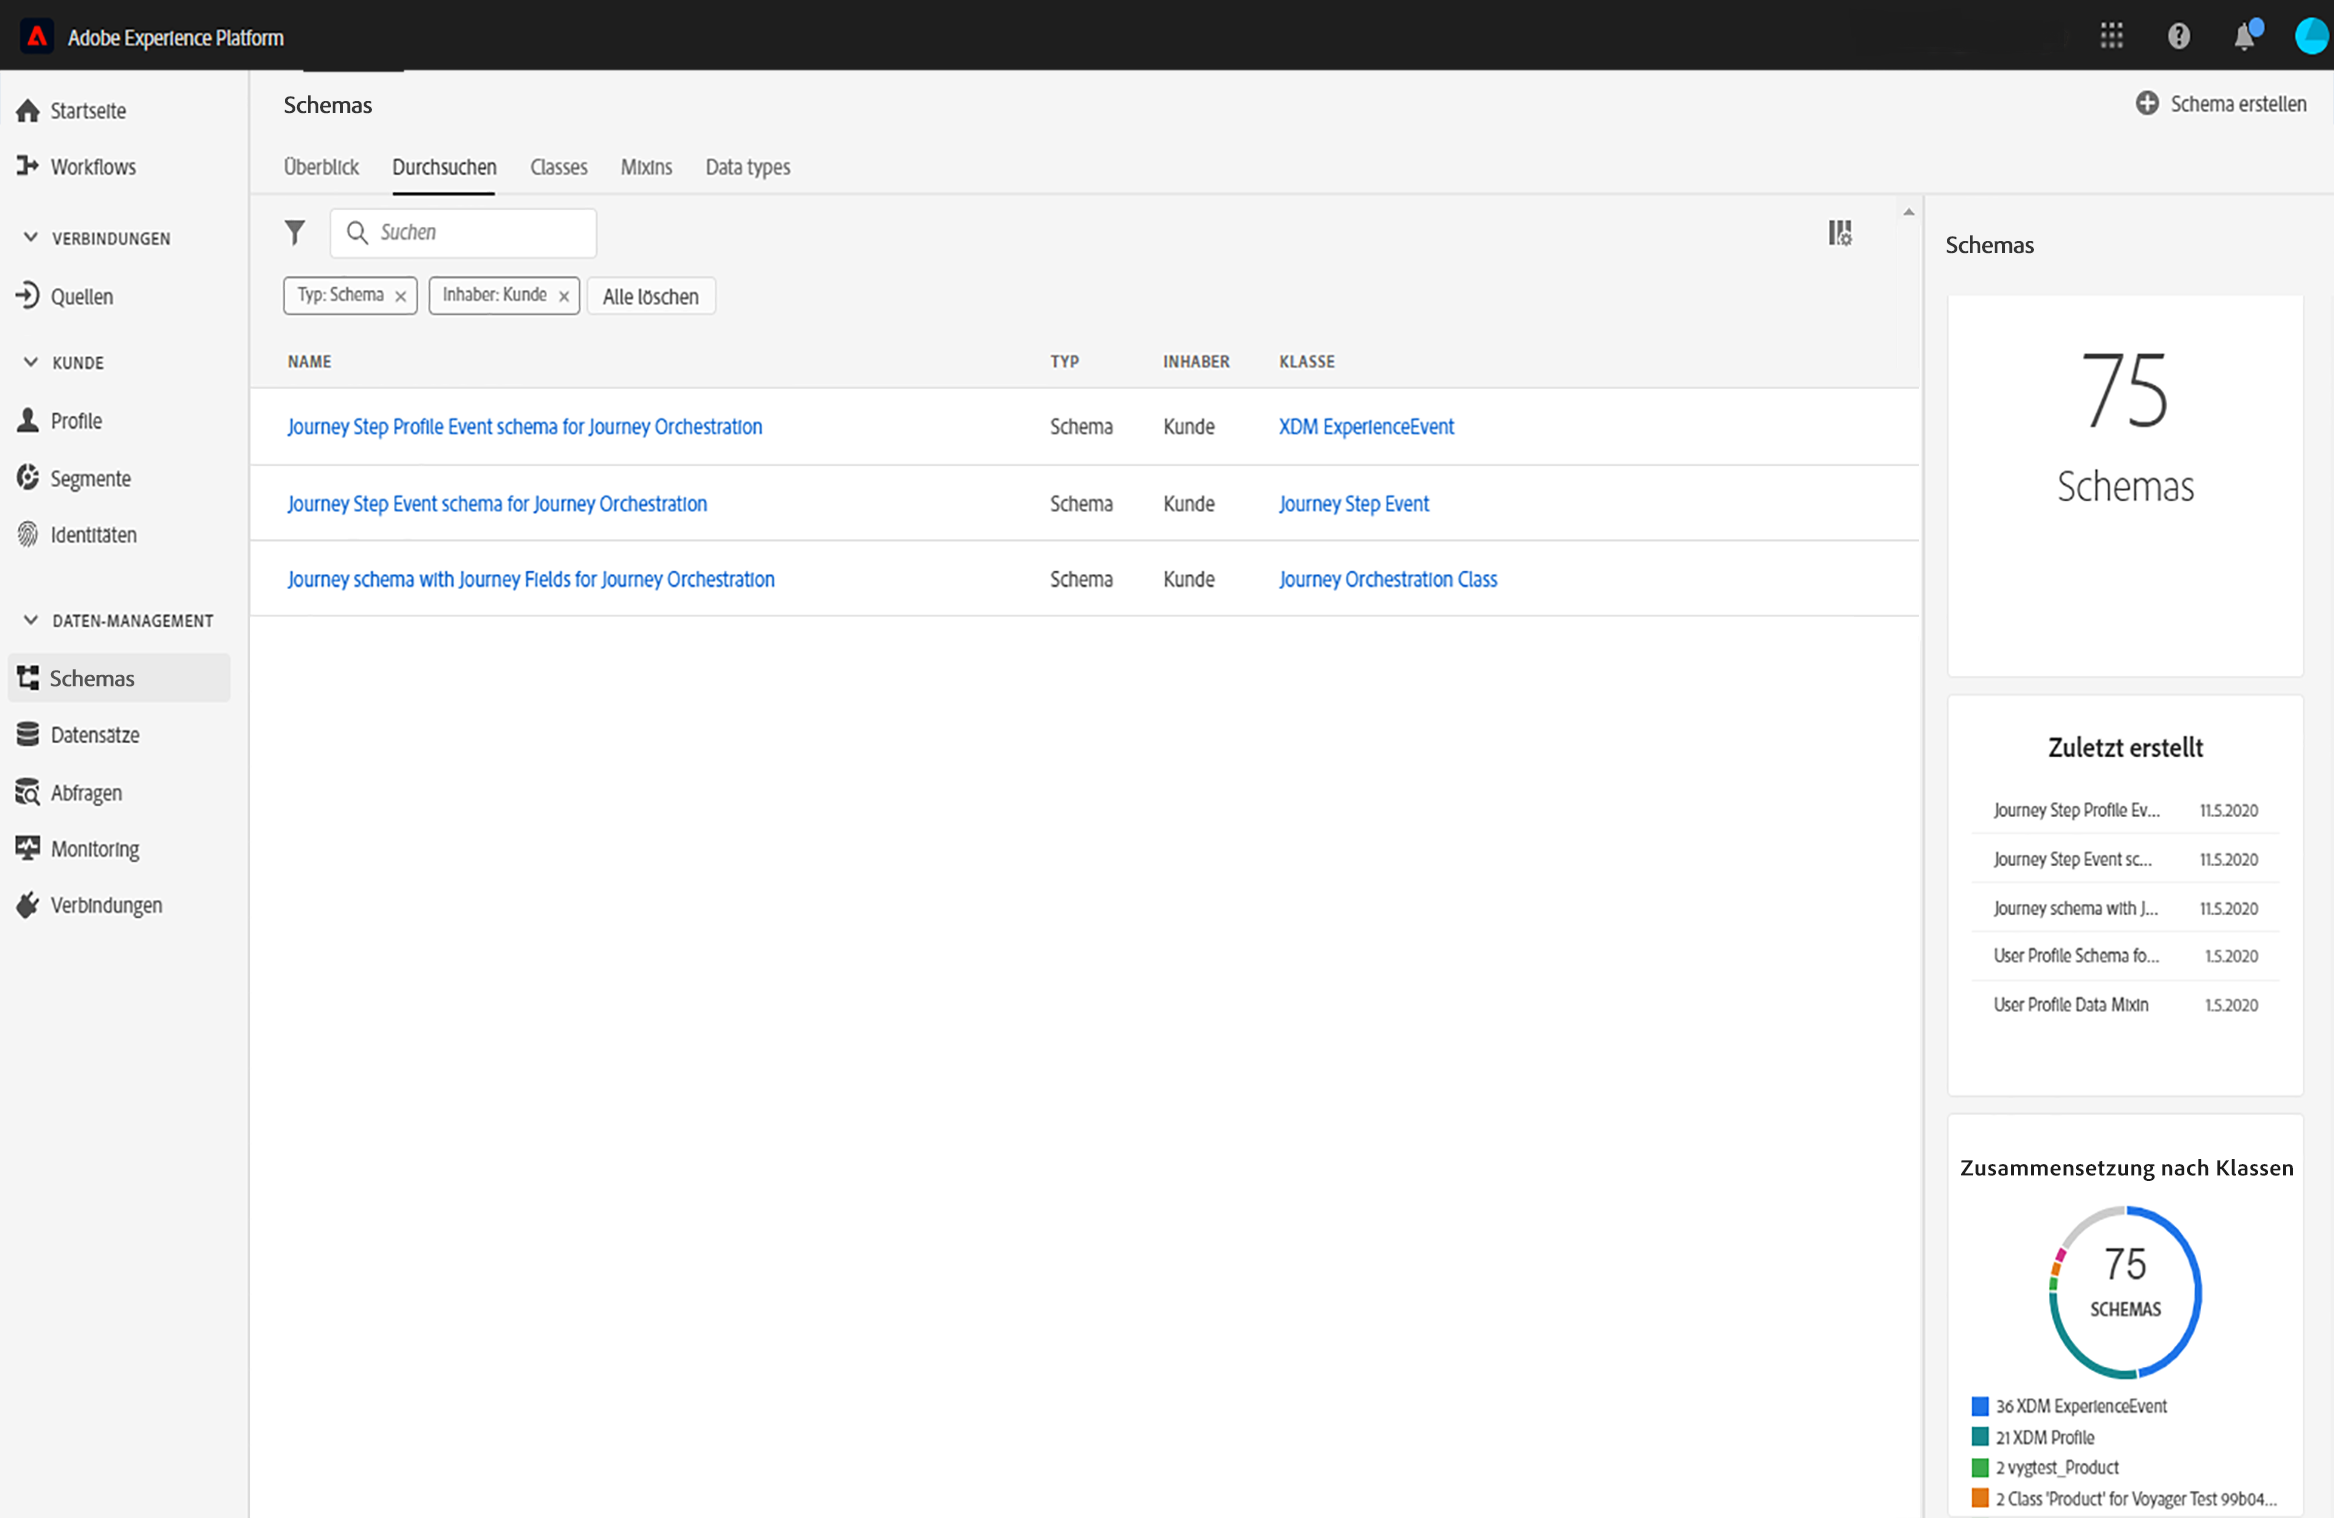 Adobe Experience Platform
Startseite
Workflows
VERBINDUNGEN
Quellen
KUNDE
Profile
Segmente
Identitäten
DATEN-MANAGEMENT
Schemas
Datensätze
Abfragen
Monitoring
Verbindungen
Schemas
Schema erstellen
Überblick Durchsuchen Classes Mixins Data types
Suchen
Typ: Schema × Inhaber: Kunde × Alle löschen
NAME TYP INHABER KLASSE
Journey Step Profile Event schema for Journey Orchestration Schema Kunde XDM ExperienceEvent
Journey Step Event schema for Journey Orchestration Schema Kunde Journey Step Event
Journey schema with Journey Fields for Journey Orchestration Schema Kunde Journey Orchestration Class
Schemas
75
Schemas
Zuletzt erstellt
Journey Step Profile Ev... 11.5.2020
Journey Step Event sc... 11.5.2020
Journey schema with J... 11.5.2020
User Profile Schema fo... 1.5.2020
User Profile Data Mixin 1.5.2020
Zusammensetzung nach Klassen
75
SCHEMAS
36 XDM ExperienceEvent
21 XDM Profile
2 vygtest_Product
2 Class 'Product' for Voyager Test 99b04...